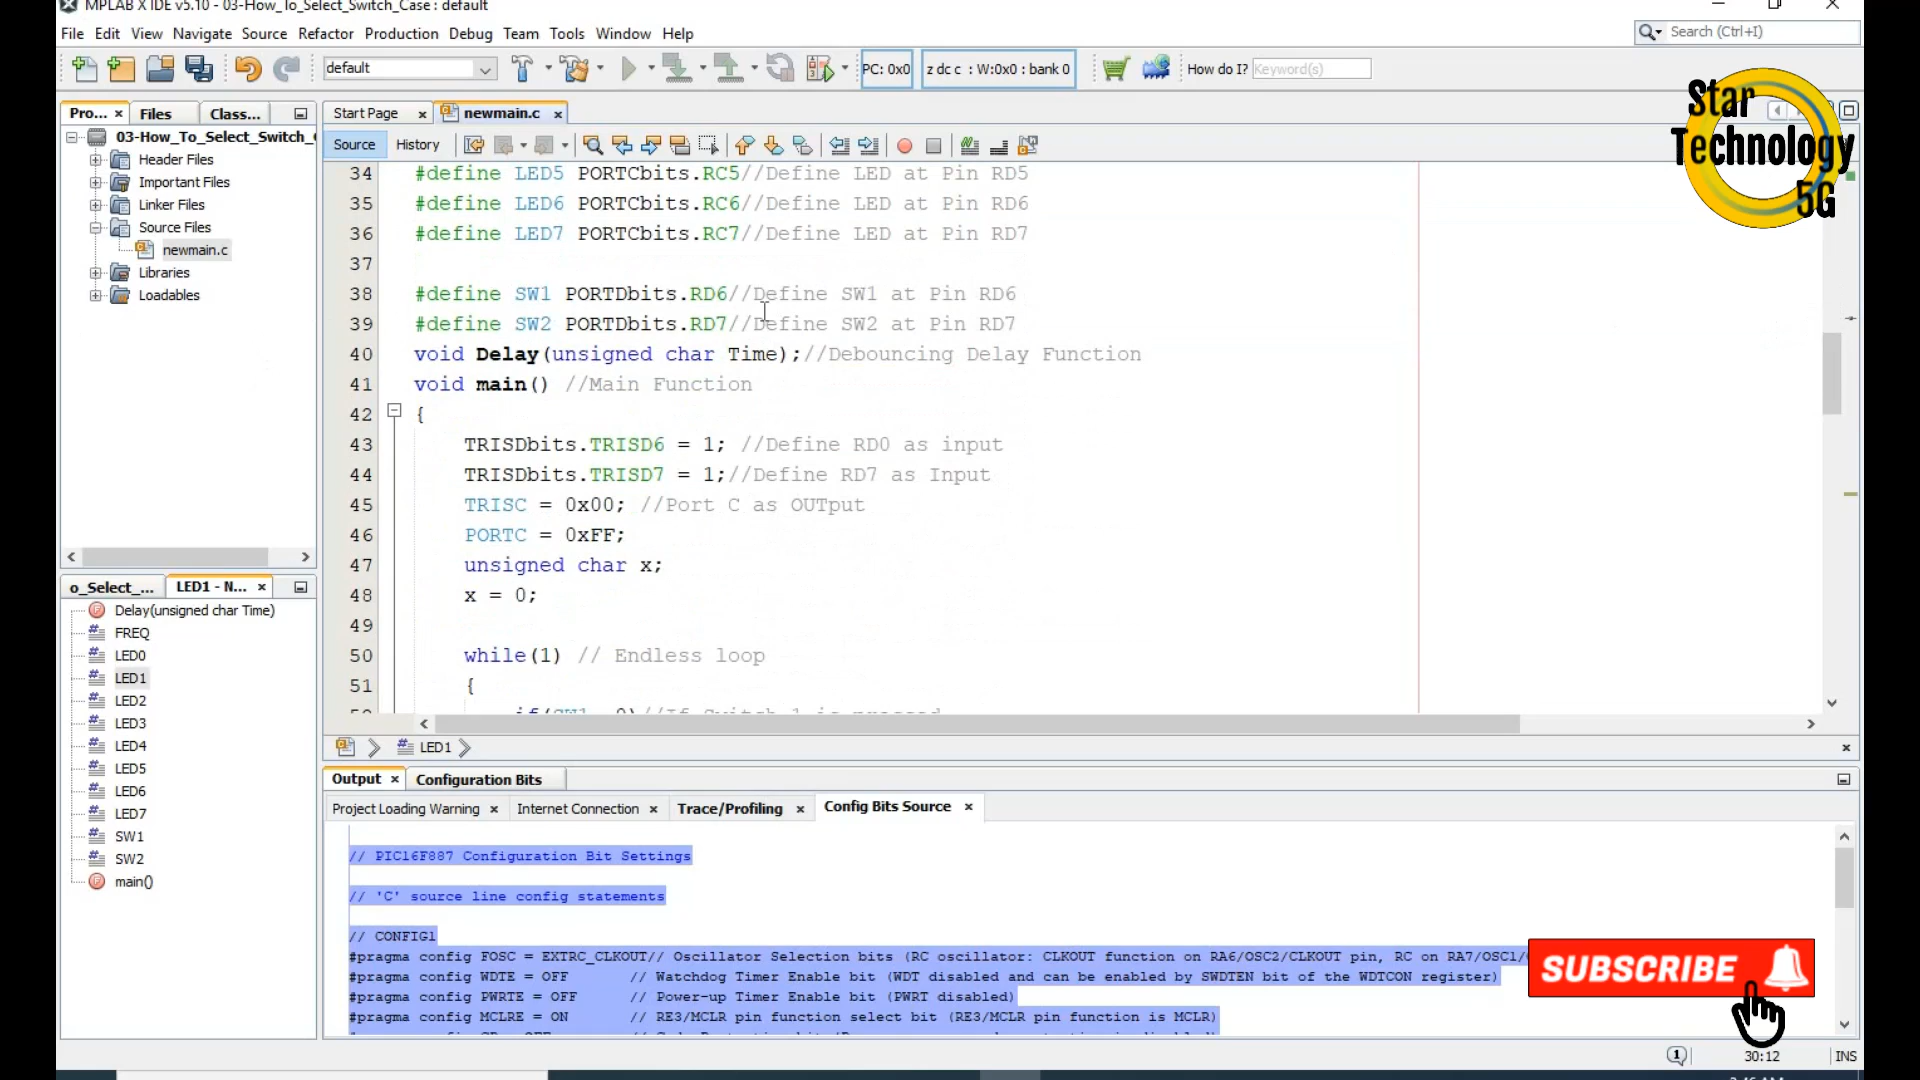 MPLAB X IDE v5.10 - 03-How_To_Select_Switch_Case : default
File Edit View Navigate Source Refactor Production Debug Team Tools Window Help
Search (Ctrl+I)
default
PC: 0x0
z dc c : W:0x0 : bank 0
How do I? Keyword(s)
Star
Technology
5G
Pro... Files Class...
Start Page newmain.c
03-How_To_Select_Switch_
Header Files
Important Files
Linker Files
Source Files
newmain.c
Libraries
Loadables
Source History
34 #define LED5 PORTCbits.RC5//Define LED at Pin RD5
35 #define LED6 PORTCbits.RC6//Define LED at Pin RD6
36 #define LED7 PORTCbits.RC7//Define LED at Pin RD7
37
38 #define SW1 PORTDbits.RD6//Define SW1 at Pin RD6
39 #define SW2 PORTDbits.RD7//Define SW2 at Pin RD7
40 void Delay(unsigned char Time);//Debouncing Delay Function
41 void main() //Main Function
42 {
43 TRISDbits.TRISD6 = 1; //Define RD0 as input
44 TRISDbits.TRISD7 = 1;//Define RD7 as Input
45 TRISC = 0x00; //Port C as OUTput
46 PORTC = 0xFF;
47 unsigned char x;
48 x = 0;
49
50 while(1) // Endless loop
51 {
o_Select_... LED1 - N...
Delay(unsigned char Time)
FREQ
LED0
LED1
LED2
LED3
LED4
LED5
LED6
LED7
SW1
SW2
main()
LED1
Output Configuration Bits
Project Loading Warning Internet Connection Trace/Profiling Config Bits Source
// PIC16F887 Configuration Bit Settings
// 'C' source line config statements
// CONFIG1
#pragma config FOSC = EXTRC_CLKOUT// Oscillator Selection bits (RC oscillator: CLKOUT function on RA6/OSC2/CLKOUT pin, RC on RA7/OSC1/
#pragma config WDTE = OFF // Watchdog Timer Enable bit (WDT disabled and can be enabled by SWDTEN bit of the WDTCON register)
#pragma config PWRTE = OFF // Power-up Timer Enable bit (PWRT disabled)
#pragma config MCLRE = ON // RE3/MCLR pin function select bit (RE3/MCLR pin function is MCLR)
SUBSCRIBE
1 30:12 INS